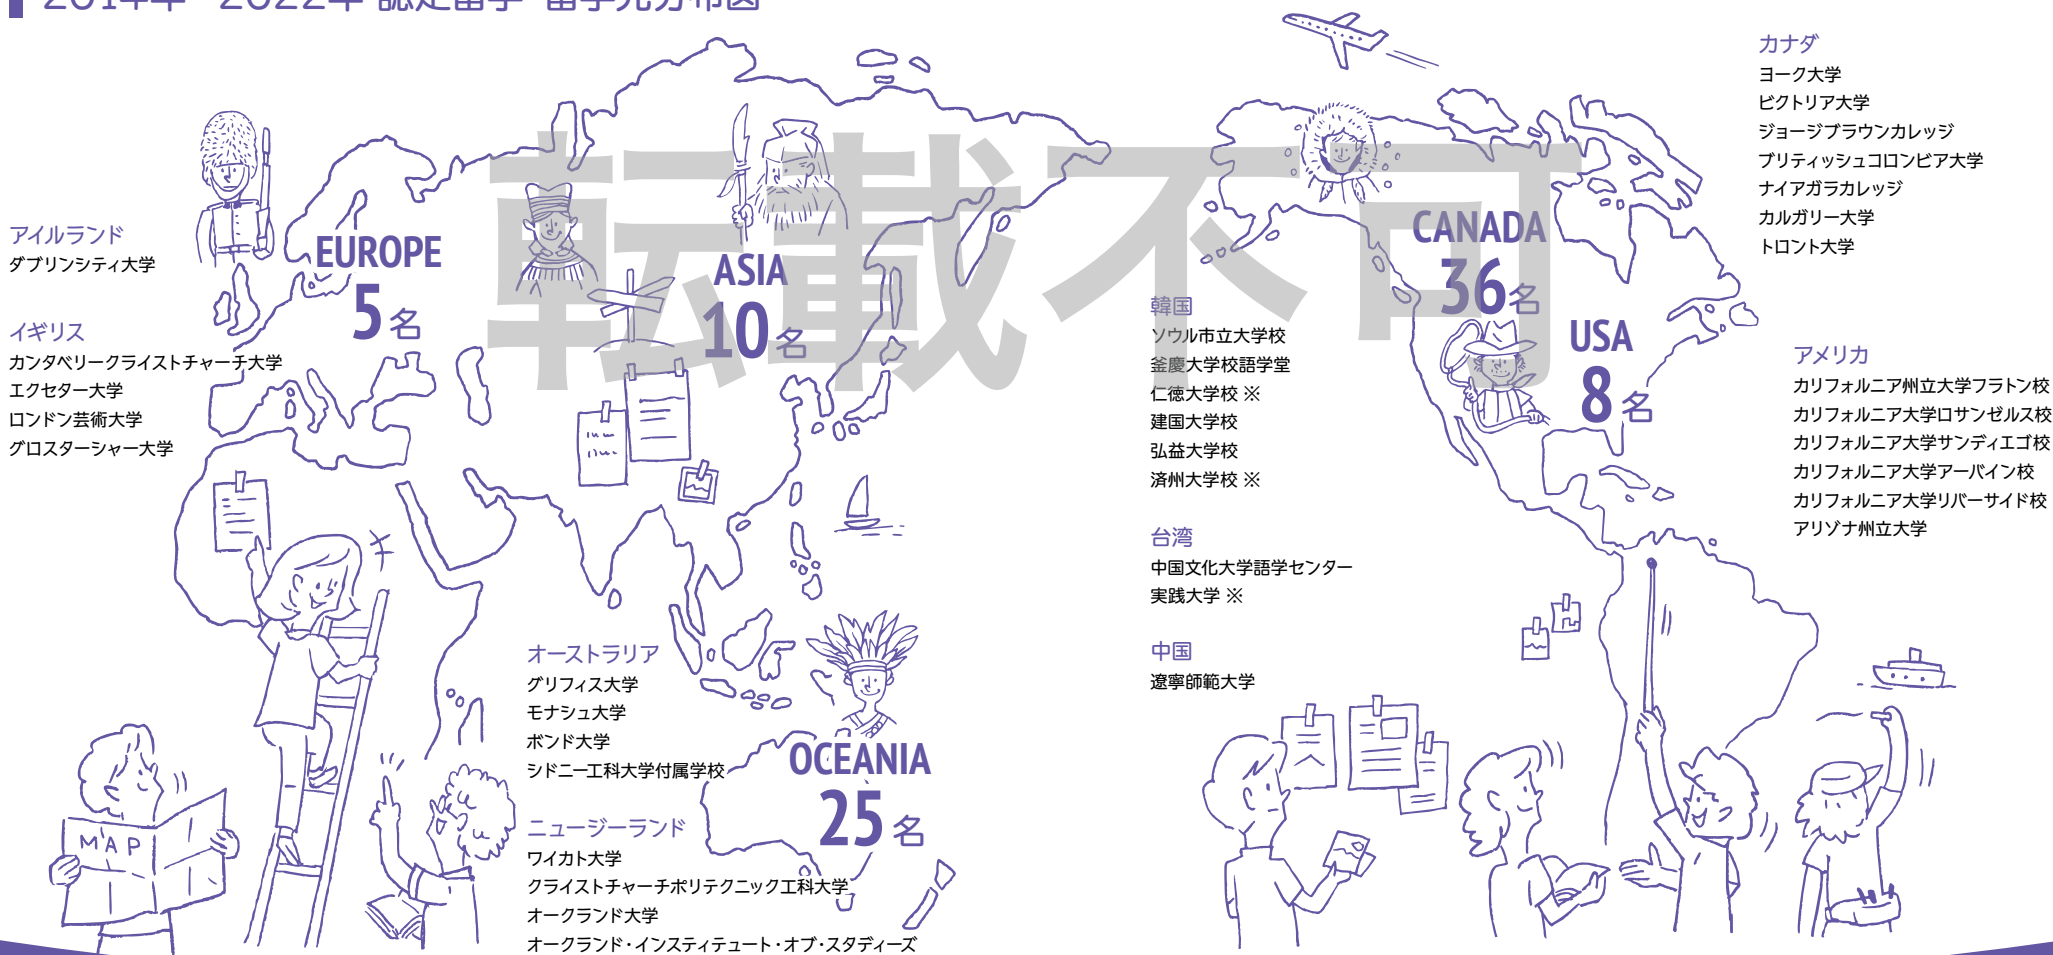 2014年~2022年 認定留学 留学先分布図
転載不可
アイルランド
ダブリンシティ大学
イギリス
カンタベリークライストチャーチ大学
エクセター大学
ロンドン芸術大学
グロスターシャー大学
EUROPE
5名
ASIA
10名
韓国
ソウル市立大学校
釜慶大学校語学堂
仁徳大学校 ※
建国大学校
弘益大学校
済州大学校 ※
台湾
中国文化大学語学センター
実践大学 ※
中国
遼寧師範大学
CANADA
36名
USA
8名
カナダ
ヨーク大学
ビクトリア大学
ジョージブラウンカレッジ
ブリティッシュコロンビア大学
ナイアガラカレッジ
カルガリー大学
トロント大学
アメリカ
カリフォルニア州立大学フラトン校
カリフォルニア大学ロサンゼルス校
カリフォルニア大学サンディエゴ校
カリフォルニア大学アーバイン校
カリフォルニア大学リバーサイド校
アリゾナ州立大学
オーストラリア
グリフィス大学
モナシュ大学
ボンド大学
シドニー工科大学付属学校
ニュージーランド
ワイカト大学
クライストチャーチポリテクニック工科大学
オークランド大学
オークランド・インスティテュート・オブ・スタディーズ
OCEANIA
25名
MAP